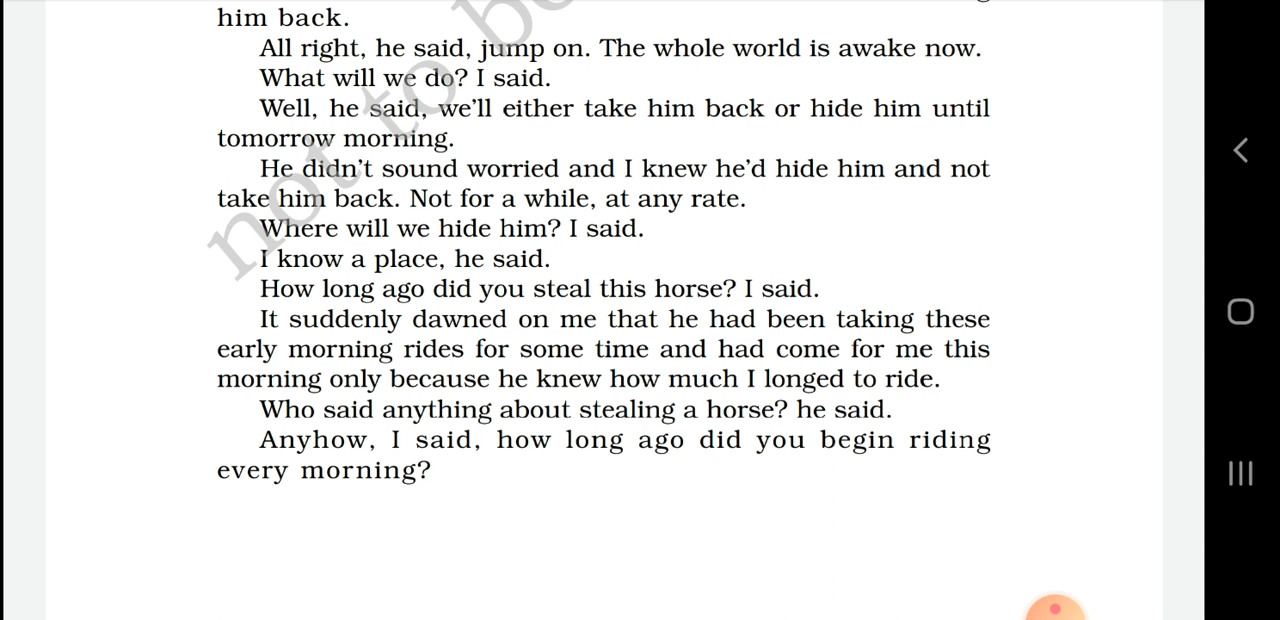 him back.
All right, he said, jump on. The whole world is awake now.
What will we do? I said.
Well, he said, we'll either take him back or hide him until
tomorrow morning.
He didn't sound worried and I knew he'd hide him and not
take him back. Not for a while, at any rate.
Where will we hide him? I said.
I know a place, he said.
How long ago did you steal this horse? I said.
It suddenly dawned on me that he had been taking these
early morning rides for some time and had come for me this
morning only because he knew how much I longed to ride.
Who said anything about stealing a horse? he said.
Anyhow, I said, how long ago did you begin riding
every morning?
not to be